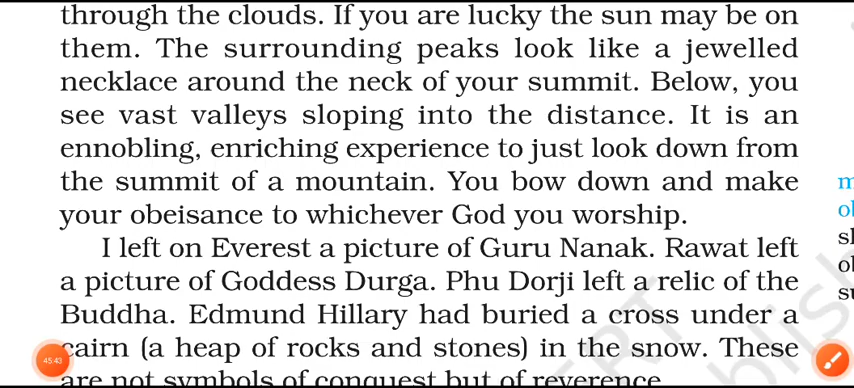 through the clouds. If you are lucky the sun may be on
them. The surrounding peaks look like a jewelled
necklace around the neck of your summit. Below, you
see vast valleys sloping into the distance. It is an
ennobling, enriching experience to just look down from
the summit of a mountain. You bow down and make
your obeisance to whichever God you worship.
I left on Everest a picture of Guru Nanak. Rawat left
a picture of Goddess Durga. Phu Dorji left a relic of the
Buddha. Edmund Hillary had buried a cross under a
cairn (a heap of rocks and stones) in the snow. These
are not symbols of conquest but of reverence.
45:43